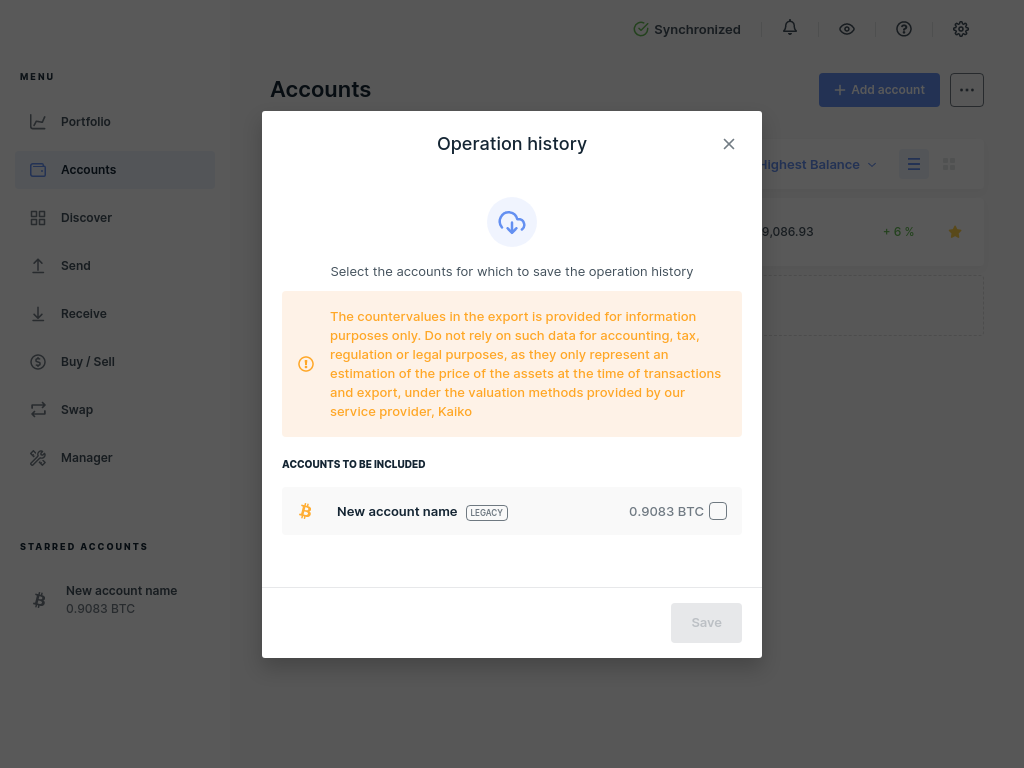 Synchronized
MENU
Portfolio
Accounts
Discover
Send
Receive
Buy / Sell
Swap
Manager
STARRED ACCOUNTS
New account name
0.9083 BTC
Accounts
Add account
Highest Balance
9,086.93
+ 6 %
Operation history
Select the accounts for which to save the operation history
The countervalues in the export is provided for information
purposes only. Do not rely on such data for accounting, tax,
regulation or legal purposes, as they only represent an
estimation of the price of the assets at the time of transactions
and export, under the valuation methods provided by our
service provider, Kaiko
ACCOUNTS TO BE INCLUDED
New account name LEGACY 0.9083 BTC
Save